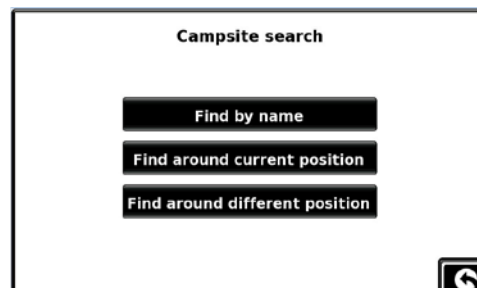 Campsite search
Find by name
Find around current position
Find around different position